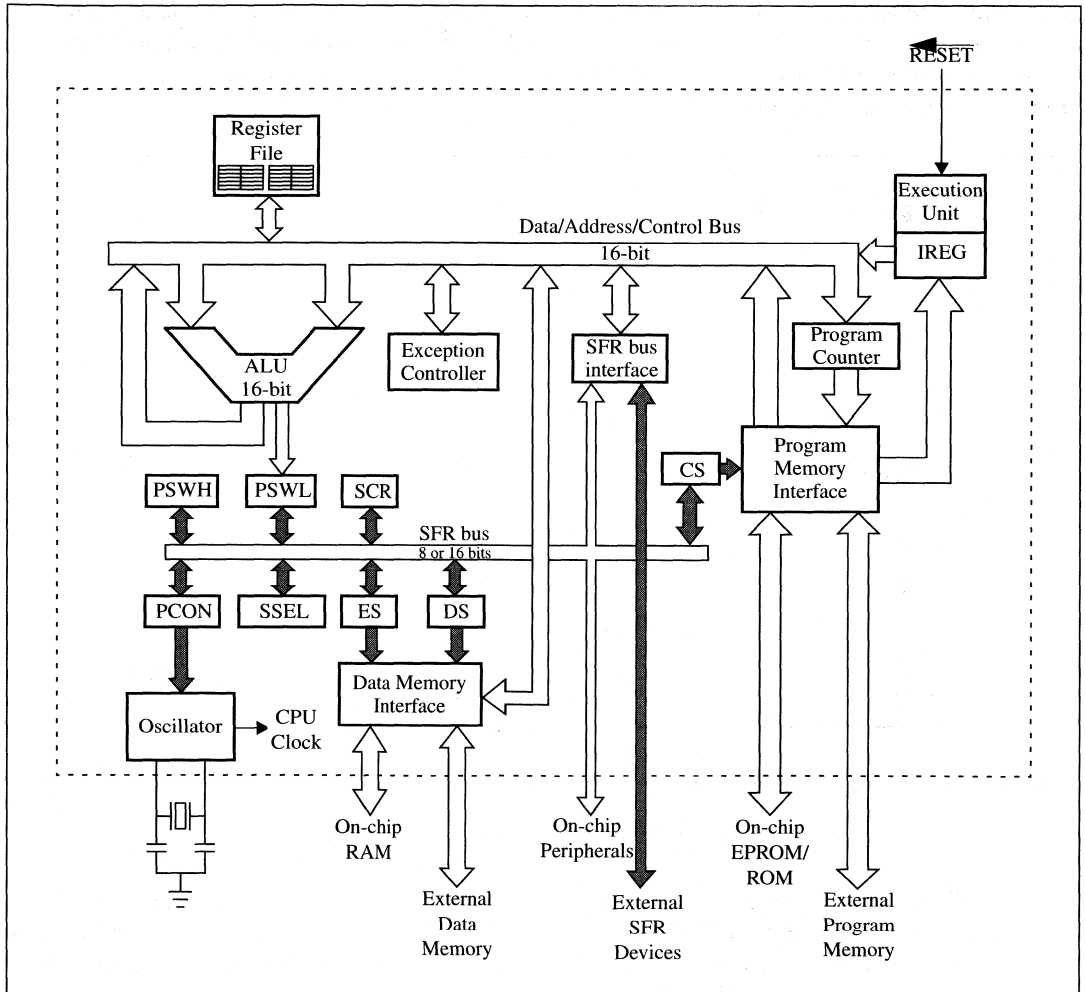 RESET
Register
File
Execution
Unit
IREG
Data/Address/Control Bus
16-bit
ALU
16-bit
Exception
Controller
SFR bus
interface
Program
Counter
Program
Memory
Interface
CS
PSWH
PSWL
SCR
SFR bus
8 or 16 bits
PCON
SSEL
ES
DS
Data Memory
Interface
Oscillator
CPU
Clock
On-chip
RAM
External
Data
Memory
On-chip
Peripherals
External
SFR
Devices
On-chip
EPROM/
ROM
External
Program
Memory